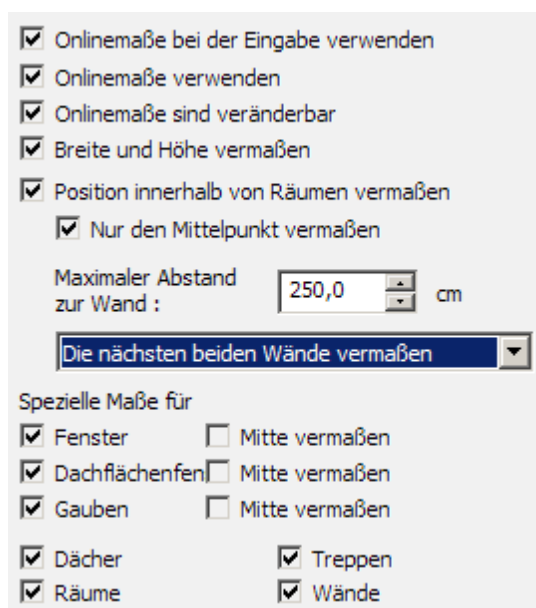 Onlinemaße bei der Eingabe verwenden
Onlinemaße verwenden
Onlinemaße sind veränderbar
Breite und Höhe vermaßen
Position innerhalb von Räumen vermaßen
Nur den Mittelpunkt vermaßen
Maximaler Abstand
zur Wand : 250,0 cm
Die nächsten beiden Wände vermaßen
Spezielle Maße für
Fenster Mitte vermaßen
Dachflächenfen Mitte vermaßen
Gauben Mitte vermaßen
Dächer Treppen
Räume Wände